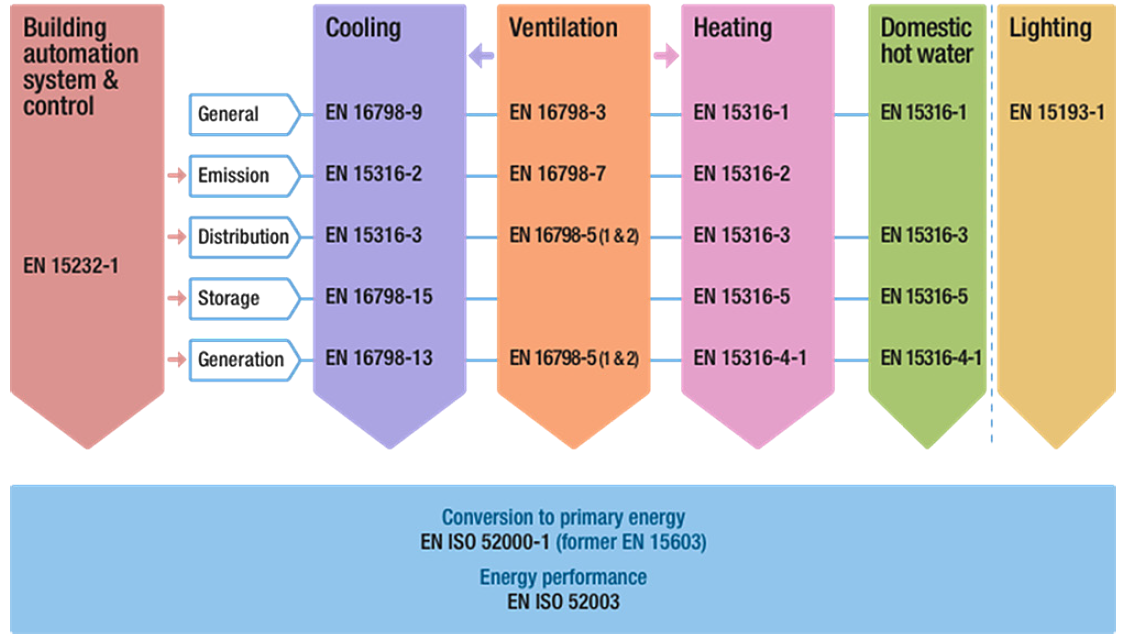 Building
automation
system &
control
Cooling
Ventilation
Heating
Domestic
hot water
Lighting
General
EN 16798-9
EN 16798-3
EN 15316-1
EN 15316-1
EN 15193-1
Emission
EN 15316-2
EN 16798-7
EN 15316-2
Distribution
EN 15316-3
EN 16798-5 (1 & 2)
EN 15316-3
EN 15316-3
EN 15232-1
Storage
EN 16798-15
EN 15316-5
EN 15316-5
Generation
EN 16798-13
EN 16798-5 (1 & 2)
EN 15316-4-1
EN 15316-4-1
Conversion to primary energy
EN ISO 52000-1 (former EN 15603)
Energy performance
EN ISO 52003